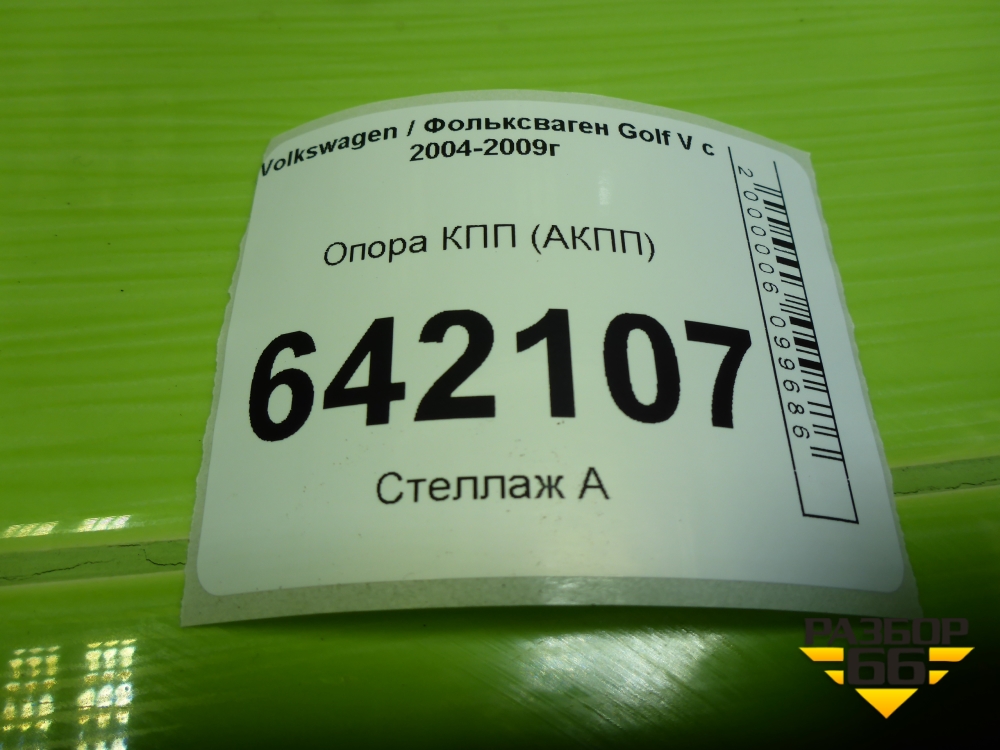 Volkswagen / Фольксваген Golf V с
2004-2009г
Опора КПП (АКПП)
642107
Стеллаж А
2000006099686
РАЗБОР
66